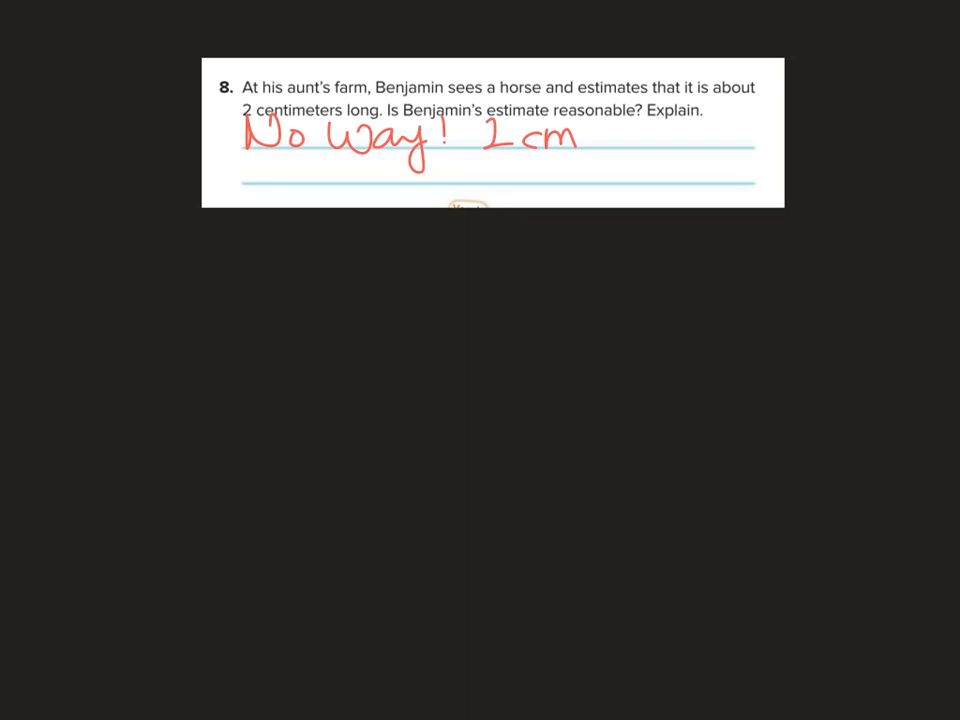 8. At his aunt's farm, Benjamin sees a horse and estimates that it is about
2 centimeters long. Is Benjamin's estimate reasonable? Explain.
No Way! 2 cm